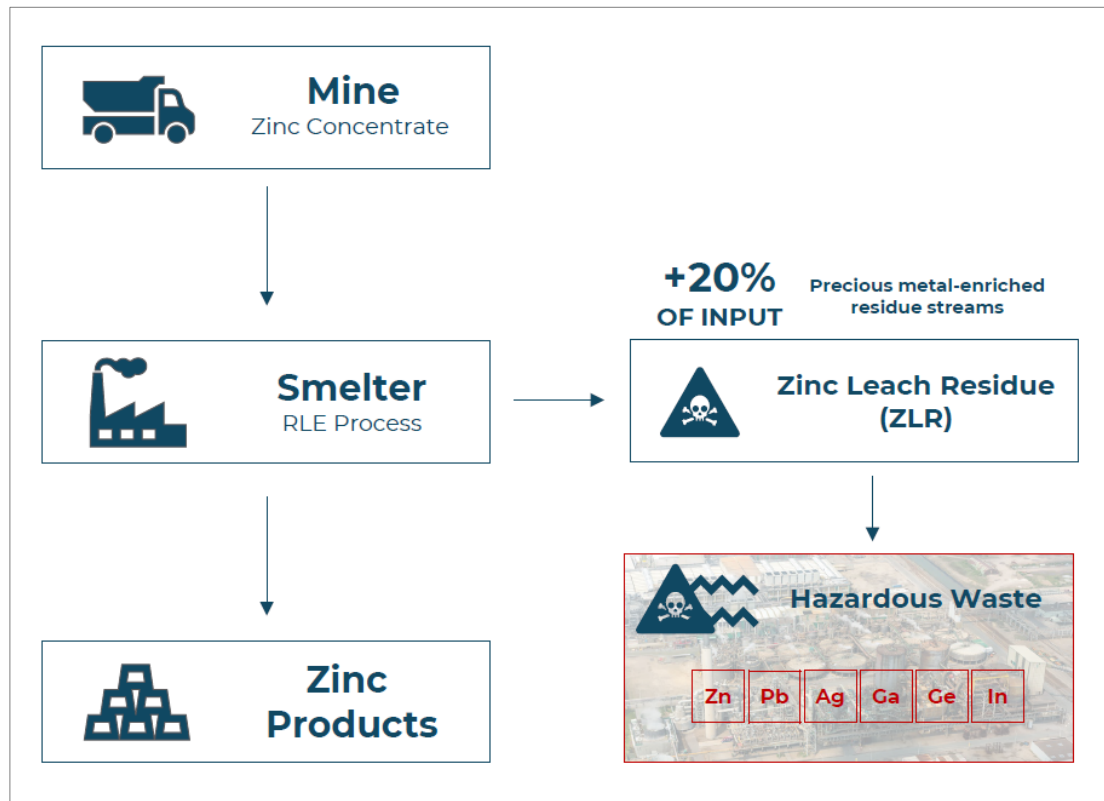 Mine
Zinc Concentrate
Smelter
RLE Process
Zinc
Products
+20%
OF INPUT
Precious metal-enriched
residue streams
Zinc Leach Residue
(ZLR)
Hazardous Waste
Zn Pb Ag Ga Ge In